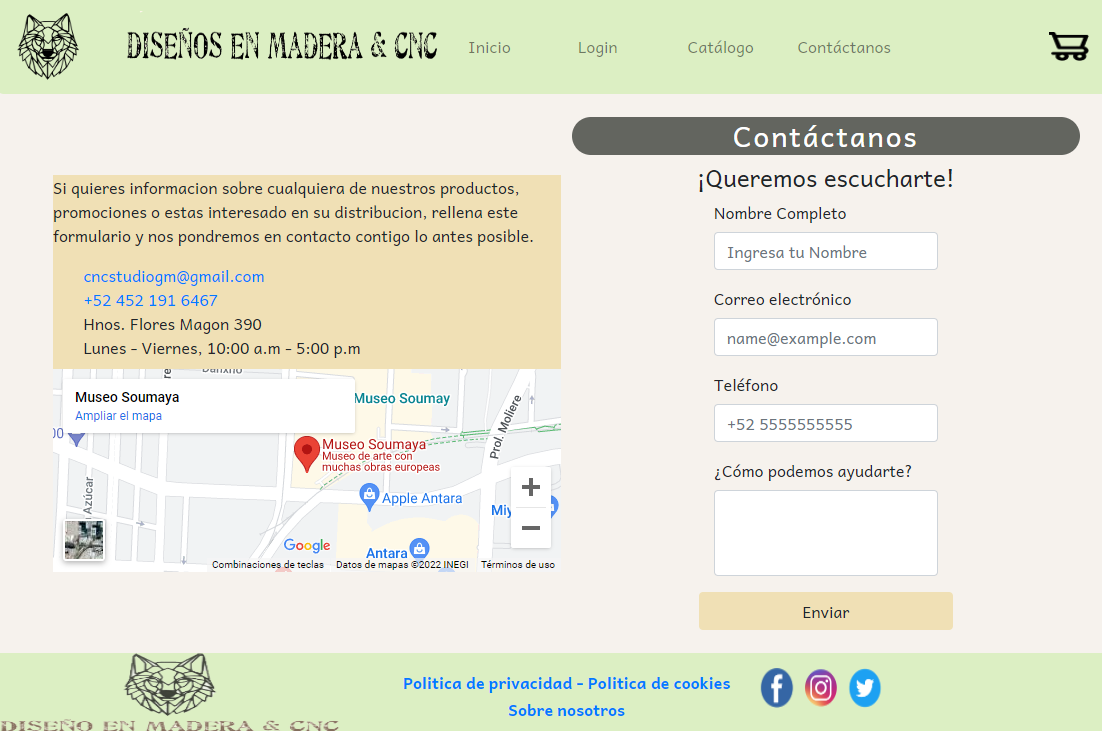 DISEÑOS EN MADERA & CNC
Inicio
Login
Catálogo
Contáctanos
Contáctanos
Si quieres informacion sobre cualquiera de nuestros productos,
promociones o estas interesado en su distribucion, rellena este
formulario y nos pondremos en contacto contigo lo antes posible.
cncstudiogm@gmail.com
+52 452 191 6467
Hnos. Flores Magon 390
Lunes - Viernes, 10:00 a.m - 5:00 p.m
Museo Soumaya
Ampliar el mapa
Museo Soumay
Prol. Moliere
Museo Soumaya
Museo de arte con
muchas obras europeas
Azúcar
Apple Antara
Miy
Antara
Google
Combinaciones de teclas
Datos de mapas ©2022 INEGI
Términos de uso
¡Queremos escucharte!
Nombre Completo
Ingresa tu Nombre
Correo electrónico
name@example.com
Teléfono
+52 5555555555
¿Cómo podemos ayudarte?
Enviar
DISEÑO EN MADERA & CNC
Politica de privacidad - Politica de cookies
Sobre nosotros